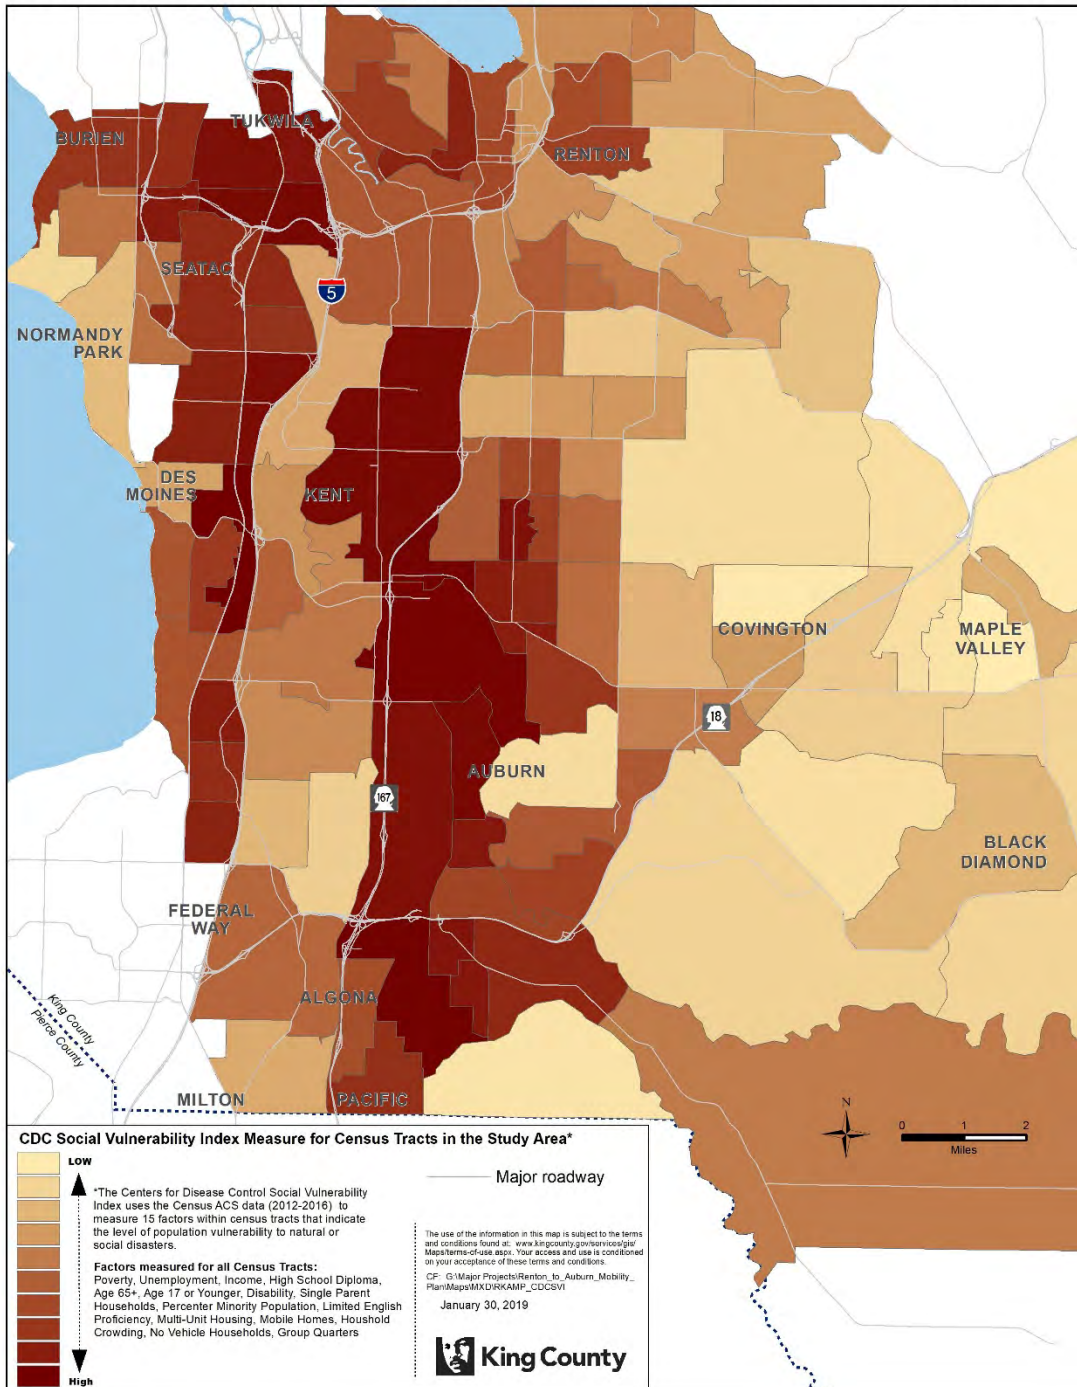 TUKWILA
BURIEN
RENTON
SEATAC
5
NORMANDY
PARK
DES
MOINES
KENT
COVINGTON
MAPLE
VALLEY
18
AUBURN
167
BLACK
DIAMOND
FEDERAL
WAY
ALGONA
King County
Pierce County
MILTON
PACIFIC
N
0 1 2
Miles
CDC Social Vulnerability Index Measure for Census Tracts in the Study Area*
LOW
*The Centers for Disease Control Social Vulnerability
Index uses the Census ACS data (2012-2016) to
measure 15 factors within census tracts that indicate
the level of population vulnerability to natural or
social disasters.
Factors measured for all Census Tracts:
Poverty, Unemployment, Income, High School Diploma,
Age 65+, Age 17 or Younger, Disability, Single Parent
Households, Percenter Minority Population, Limited English
Proficiency, Multi-Unit Housing, Mobile Homes, Houshold
Crowding, No Vehicle Households, Group Quarters
High
Major roadway
The use of the information in this map is subject to the terms
and conditions found at: www.kingcounty.gov/services/gis/
Maps/terms-of-use.aspx. Your access and use is conditioned
on your acceptance of these terms and conditions.
CF: G:\Major Projects\Renton_to_Auburn_Mobility_
Plan\Maps\MXD\RKAMP_CDCSVI
January 30, 2019
King County